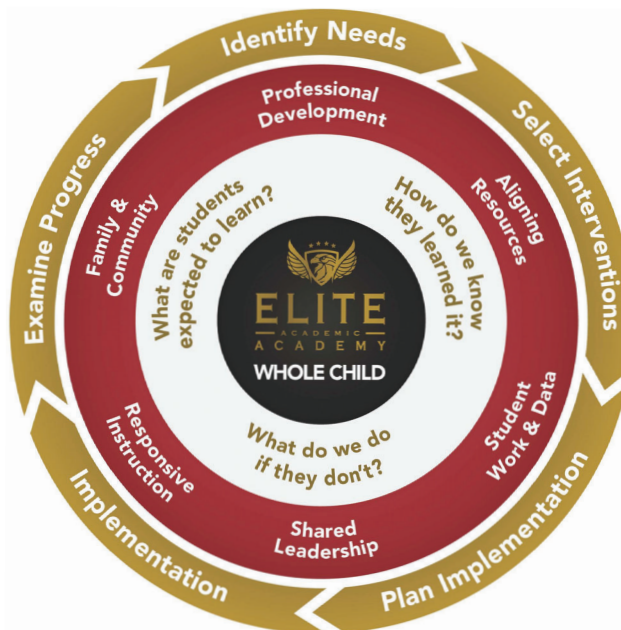 Identify Needs
Select Interventions
Plan Implementation
Implementation
Examine Progress
Professional
Development
Aligning
Resources
Student
Work & Data
Shared
Leadership
Responsive
Instruction
Family &
Community
What are students
expected to learn?
How do we know
they learned it?
What do we do
if they don't?
ELITE
ACADEMIC
ACADEMY
WHOLE CHILD